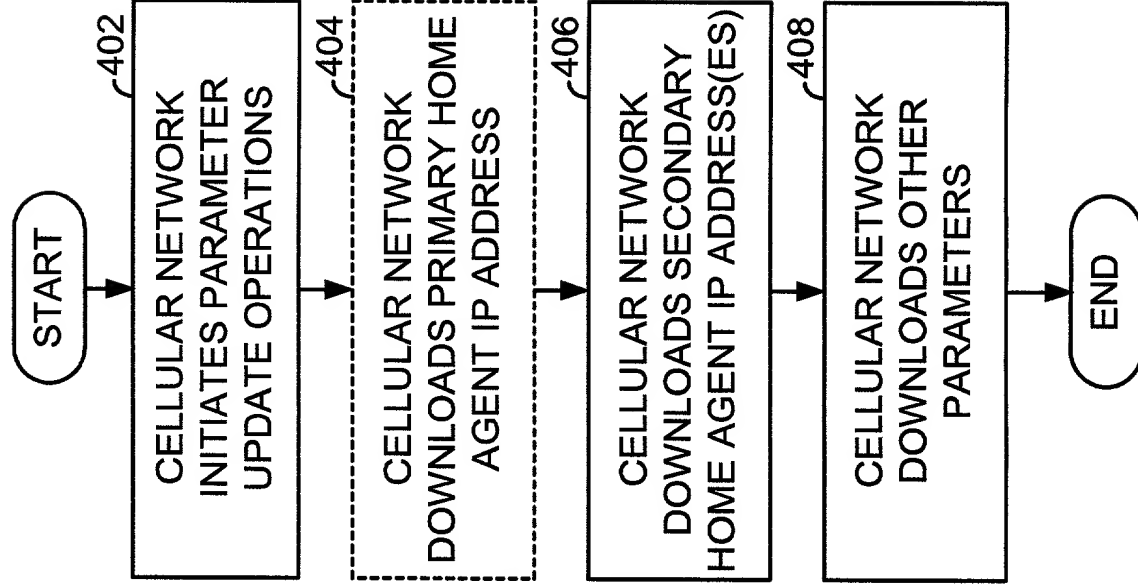 START
402
CELLULAR NETWORK
INITIATES PARAMETER
UPDATE OPERATIONS
404
CELLULAR NETWORK
DOWNLOADS PRIMARY HOME
AGENT IP ADDRESS
406
CELLULAR NETWORK
DOWNLOADS SECONDARY
HOME AGENT IP ADDRESS(ES)
408
CELLULAR NETWORK
DOWNLOADS OTHER
PARAMETERS
END